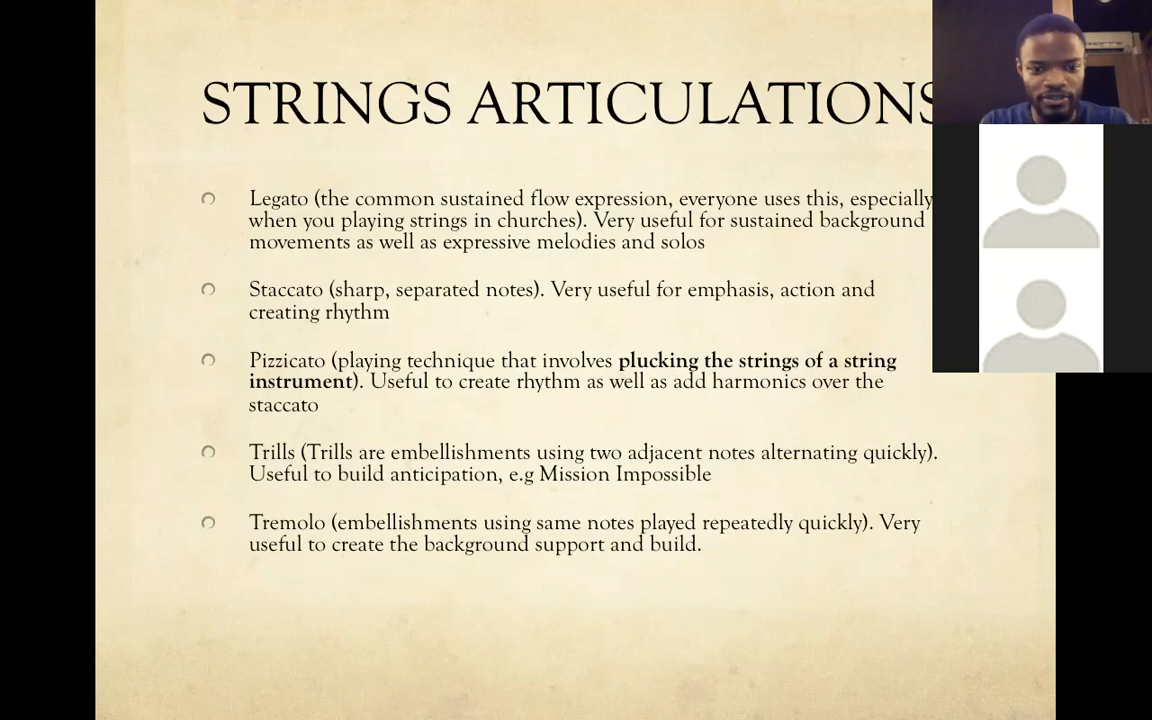 STRINGS ARTICULATIONS
Legato (the common sustained flow expression, everyone uses this, especially
when you playing strings in churches). Very useful for sustained background
movements as well as expressive melodies and solos
Staccato (sharp, separated notes). Very useful for emphasis, action and
creating rhythm
Pizzicato (playing technique that involves plucking the strings of a string
instrument). Useful to create rhythm as well as add harmonics over the
staccato
Trills (Trills are embellishments using two adjacent notes alternating quickly).
Useful to build anticipation, e.g Mission Impossible
Tremolo (embellishments using same notes played repeatedly quickly). Very
useful to create the background support and build.